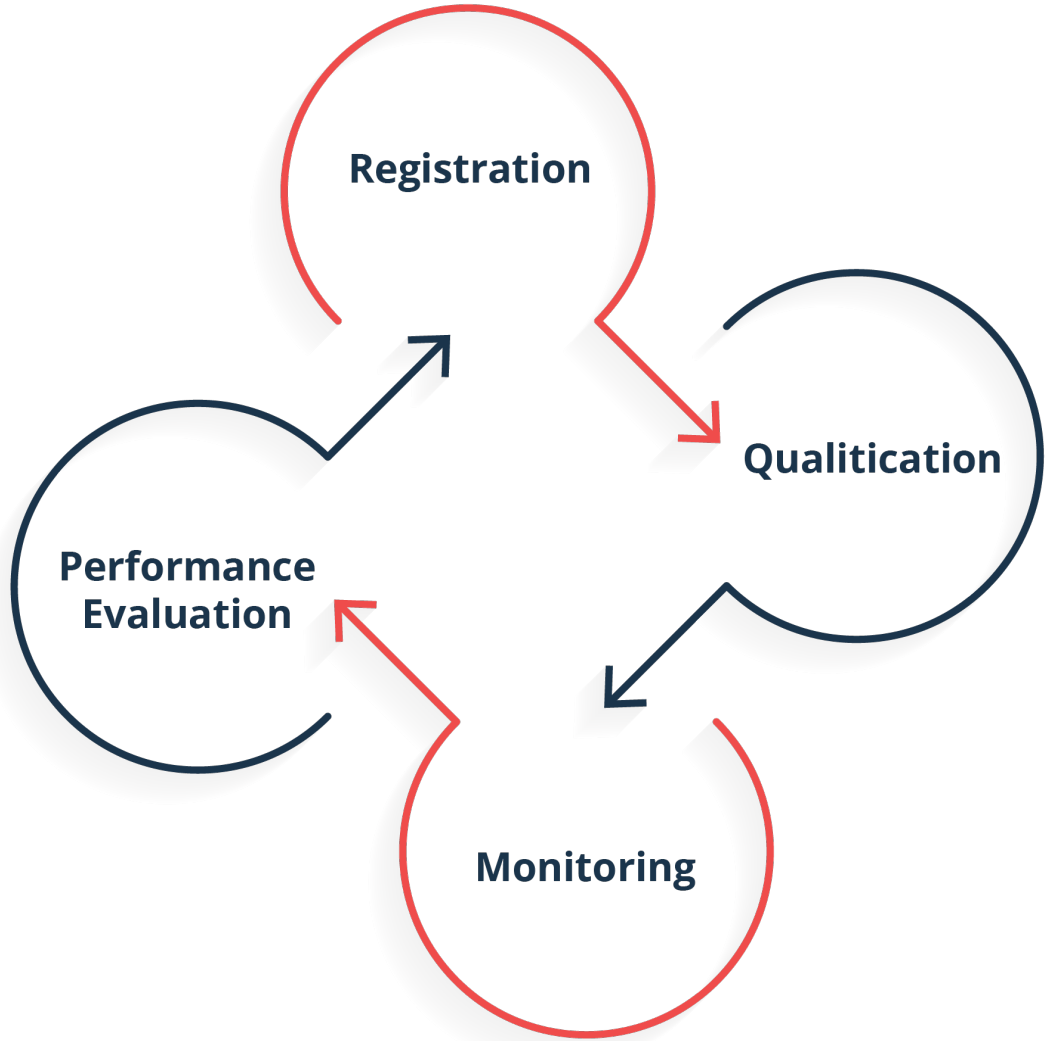 Registration
Qualitication
Performance
Evaluation
Monitoring